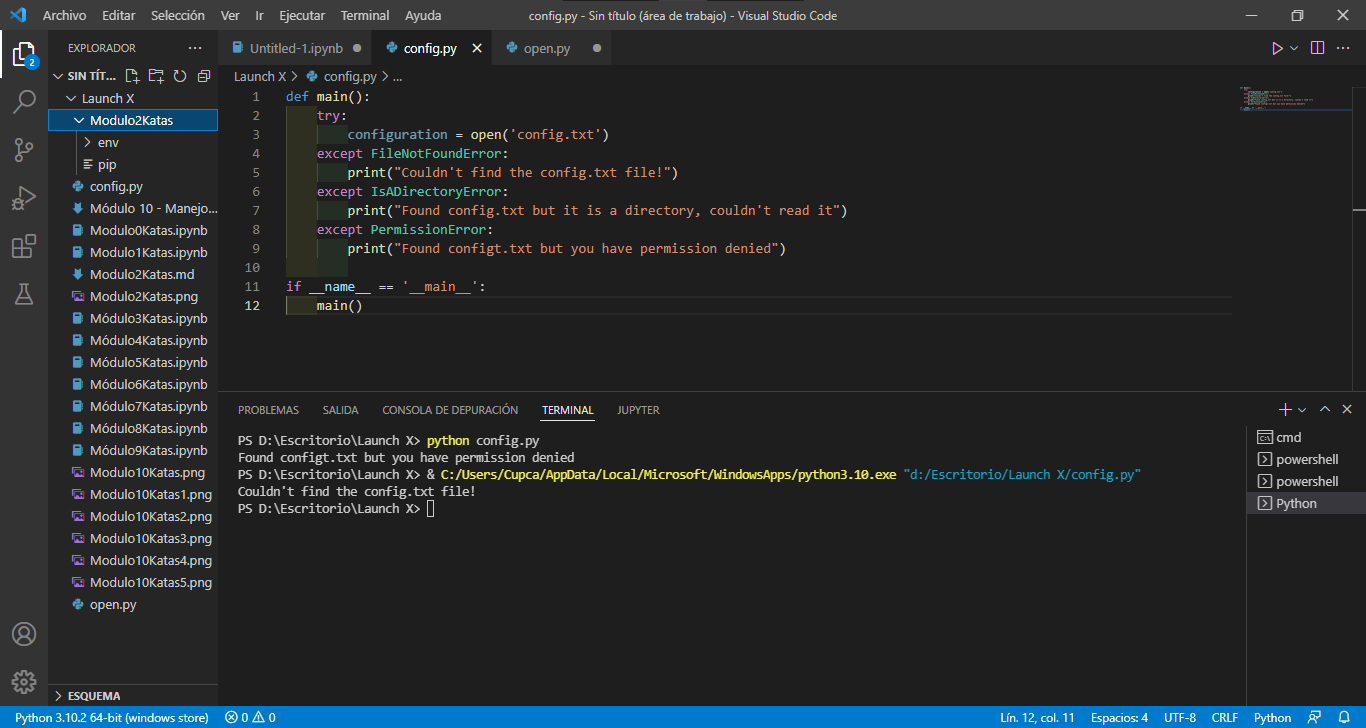 Archivo Editar Selección Ver Ir Ejecutar Terminal Ayuda config.py - Sin título (área de trabajo) - Visual Studio Code
EXPLORADOR ...
Untitled-1.ipynb config.py open.py
SIN TÍT...
Launch X > config.py > ...
Launch X
Modulo2Katas
env
pip
config.py
Módulo 10 - Manejo...
Modulo0Katas.ipynb
Modulo1Katas.ipynb
Modulo2Katas.md
Modulo2Katas.png
Módulo3Katas.ipynb
Módulo4Katas.ipynb
Módulo5Katas.ipynb
Módulo6Katas.ipynb
Módulo7Katas.ipynb
Módulo8Katas.ipynb
Módulo9Katas.ipynb
Modulo10Katas.png
Modulo10Katas1.png
Modulo10Katas2.png
Modulo10Katas3.png
Modulo10Katas4.png
Modulo10Katas5.png
open.py
ESQUEMA
2
1 def main():
2 try:
3 configuration = open('config.txt')
4 except FileNotFoundError:
5 print("Couldn't find the config.txt file!")
6 except IsADirectoryError:
7 print("Found config.txt but it is a directory, couldn't read it")
8 except PermissionError:
9 print("Found configt.txt but you have permission denied")
10
11 if __name__ == '__main__':
12 main()
PROBLEMAS SALIDA CONSOLA DE DEPURACIÓN TERMINAL JUPYTER
PS D:\Escritorio\Launch X> python config.py
Found configt.txt but you have permission denied
PS D:\Escritorio\Launch X> & C:/Users/Cupca/AppData/Local/Microsoft/WindowsApps/python3.10.exe "d:/Escritorio/Launch X/config.py"
Couldn't find the config.txt file!
PS D:\Escritorio\Launch X>
cmd
powershell
powershell
Python
Python 3.10.2 64-bit (windows store) 0 0 Lín. 12, col. 11 Espacios: 4 UTF-8 CRLF Python